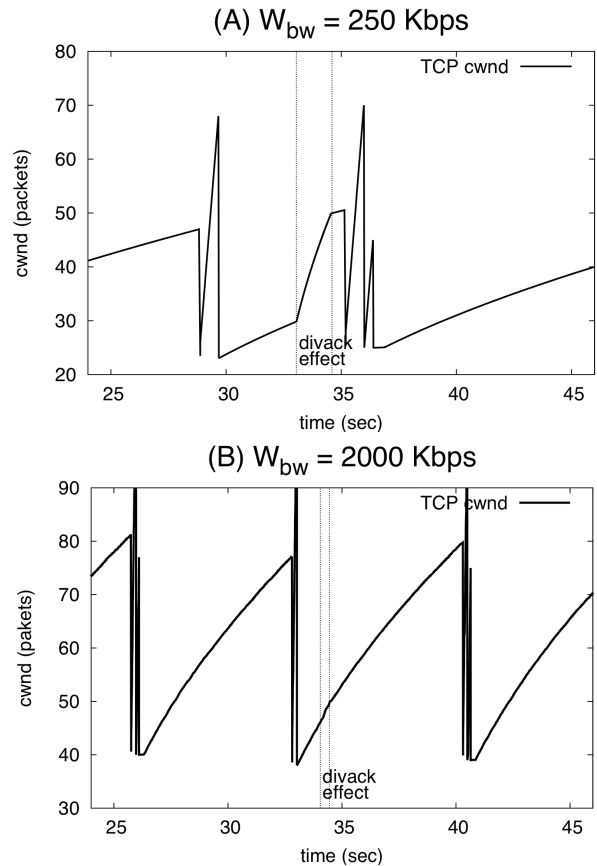 (A) Wbw = 250 Kbps
80
70
60
50
40
30
20
cwnd (packets)
TCP cwnd
divack
effect
25 30 35 40 45
time (sec)
(B) Wbw = 2000 Kbps
90
80
70
60
50
40
30
cwnd (pakets)
TCP cwnd
divack
effect
25 30 35 40 45
time (sec)